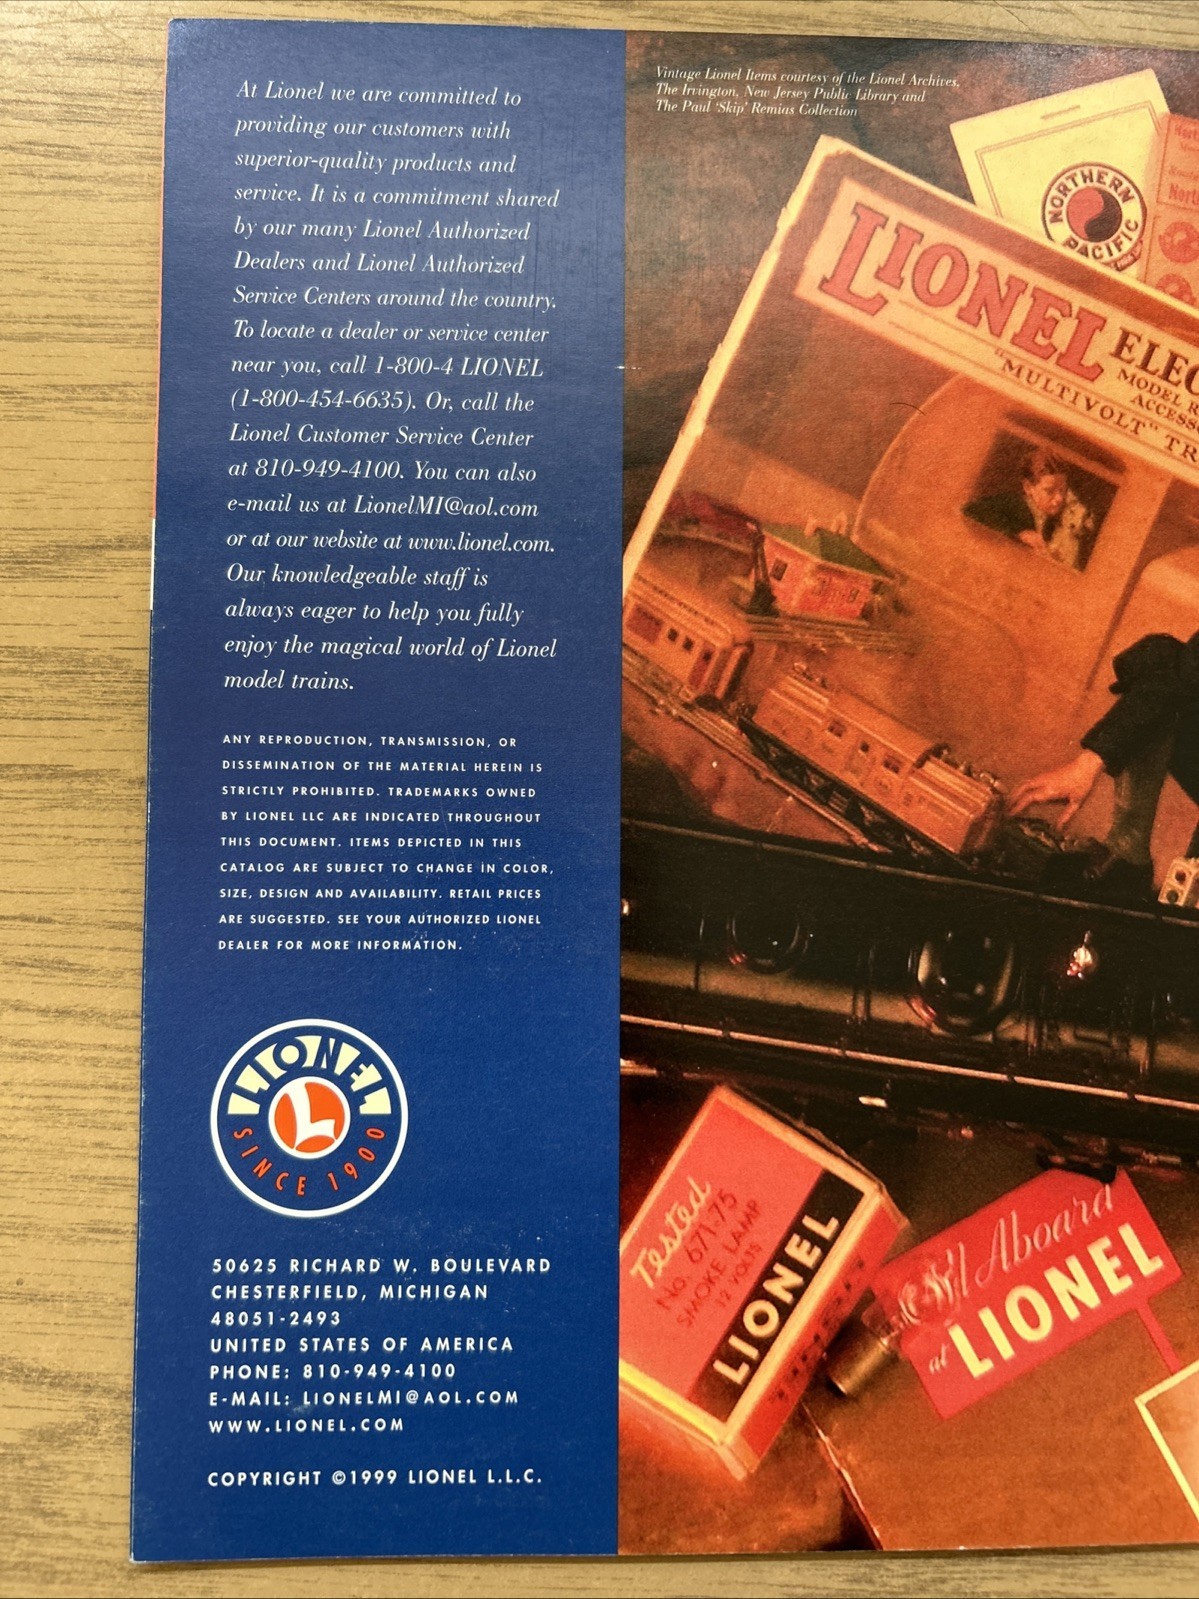 At Lionel we are committed to
providing our customers with
superior-quality products and
service. It is a commitment shared
by our many Lionel Authorized
Dealers and Lionel Authorized
Service Centers around the country.
To locate a dealer or service center
near you, call 1-800-4 LIONEL
(1-800-454-6635). Or, call the
Lionel Customer Service Center
at 810-949-4100. You can also
e-mail us at LionelMI@aol.com
or at our website at www.lionel.com.
Our knowledgeable staff is
always eager to help you fully
enjoy the magical world of Lionel
model trains.
ANY REPRODUCTION, TRANSMISSION, OR
DISSEMINATION OF THE MATERIAL HEREIN IS
STRICTLY PROHIBITED. TRADEMARKS OWNED
BY LIONEL LLC ARE INDICATED THROUGHOUT
THIS DOCUMENT. ITEMS DEPICTED IN THIS
CATALOG ARE SUBJECT TO CHANGE IN COLOR,
SIZE, DESIGN AND AVAILABILITY. RETAIL PRICES
ARE SUGGESTED. SEE YOUR AUTHORIZED LIONEL
DEALER FOR MORE INFORMATION.
LIONEL
L
SINCE 1900
50625 RICHARD W. BOULEVARD
CHESTERFIELD, MICHIGAN
48051-2493
UNITED STATES OF AMERICA
PHONE: 810-949-4100
E-MAIL: LIONELMI@AOL.COM
WWW.LIONEL.COM
COPYRIGHT ©1999 LIONEL L.L.C.
Vintage Lionel Items courtesy of the Lionel Archives,
The Irvington, New Jersey Public Library and
The Paul 'Skip' Remias Collection
NORTHERN
PACIFIC
LIONEL ELEC
MODEL R
ACCESS
"MULTIVOLT" TR
Tested
No. 671-75
SMOKE LAMP
12 VOLTS
LIONEL
All Aboard
at LIONEL